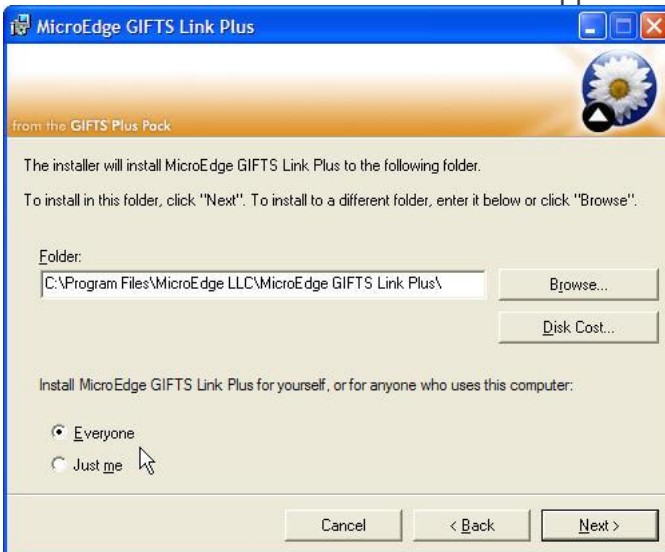 MicroEdge GIFTS Link Plus
from the GIFTS Plus Pack
The installer will install MicroEdge GIFTS Link Plus to the following folder.
To install in this folder, click "Next". To install to a different folder, enter it below or click "Browse".
Folder:
C:\Program Files\MicroEdge LLC\MicroEdge GIFTS Link Plus\
Browse...
Disk Cost...
Install MicroEdge GIFTS Link Plus for yourself, or for anyone who uses this computer:
Everyone
Just me
Cancel < Back Next >